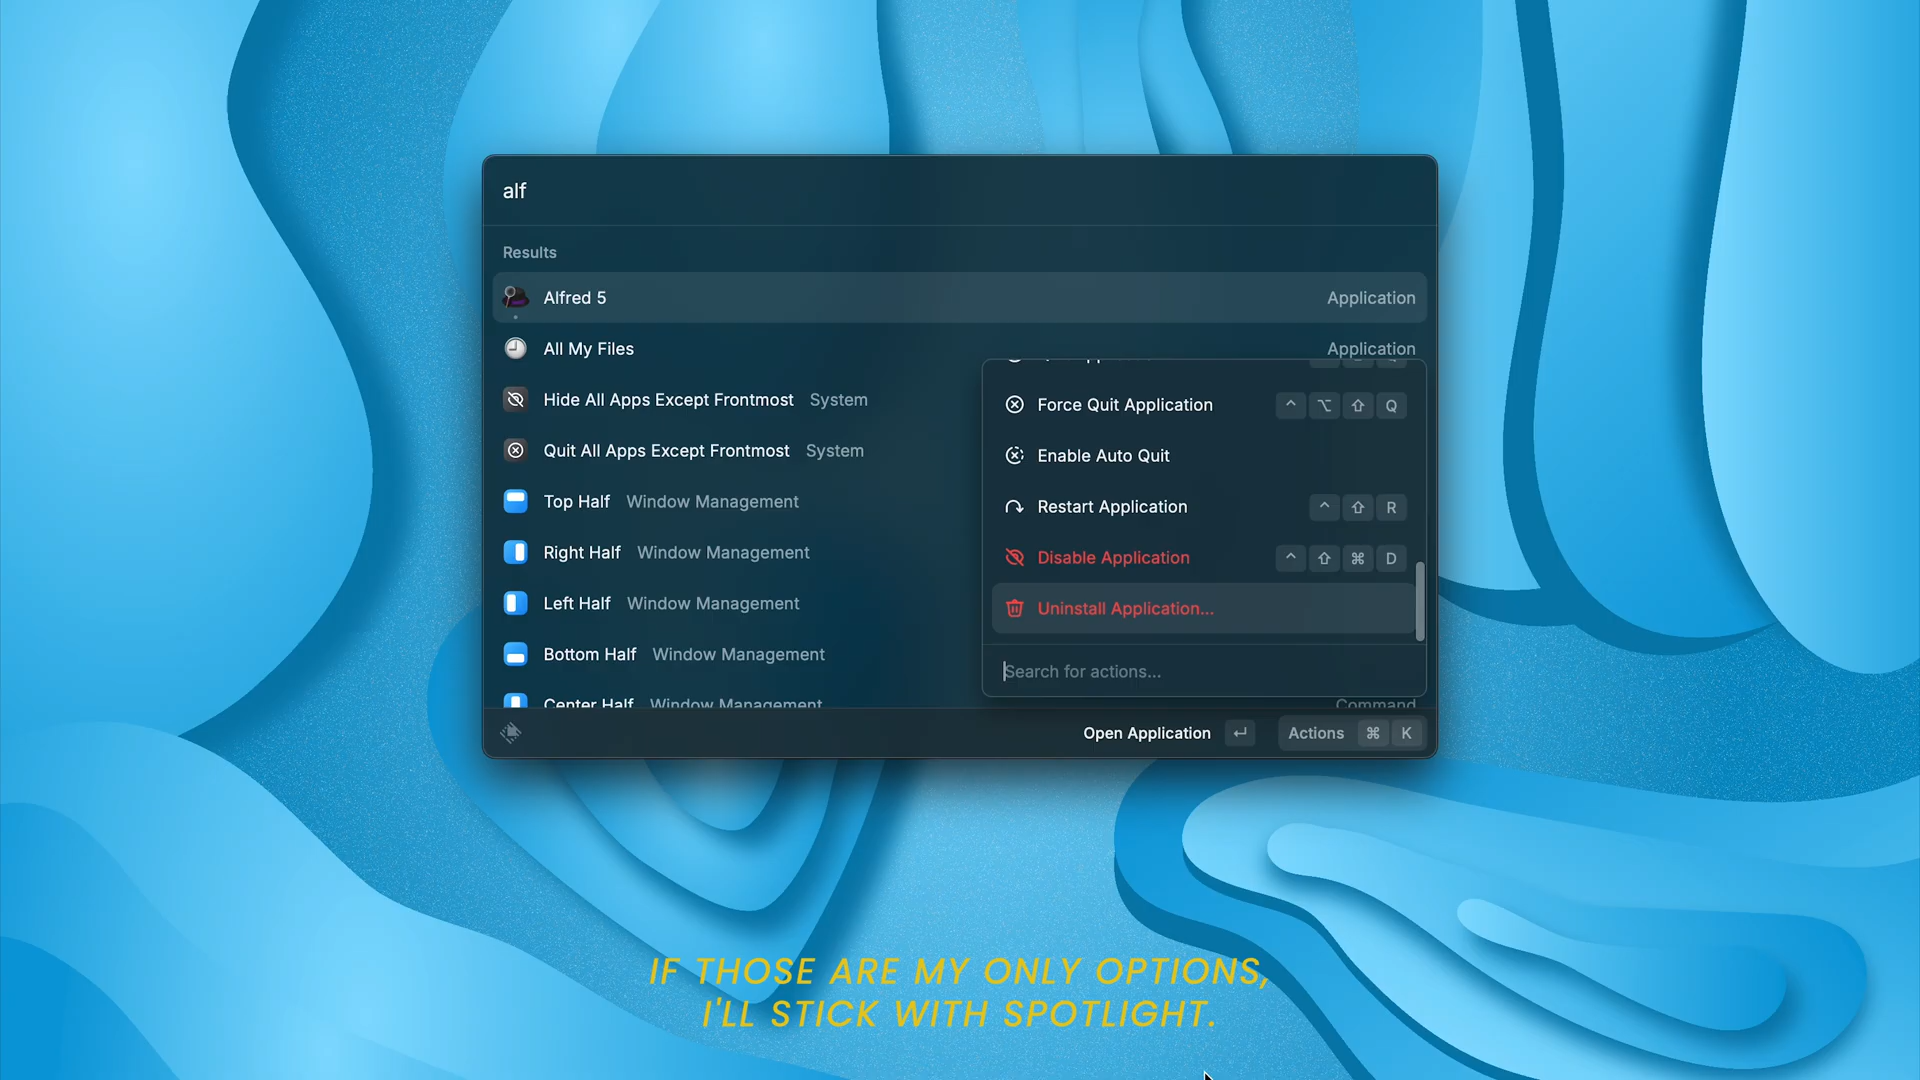 alf
Results
Alfred 5 Application
All My Files Application
Hide All Apps Except Frontmost System
Quit All Apps Except Frontmost System
Top Half Window Management
Right Half Window Management
Left Half Window Management
Bottom Half Window Management
Center Half Window Management Command
Force Quit Application ^ ⌥ ⇧ Q
Enable Auto Quit
Restart Application ^ ⇧ R
Disable Application ^ ⇧ ⌘ D
Uninstall Application...
Search for actions...
Open Application ↵ Actions ⌘ K
IF THOSE ARE MY ONLY OPTIONS,
I'LL STICK WITH SPOTLIGHT.